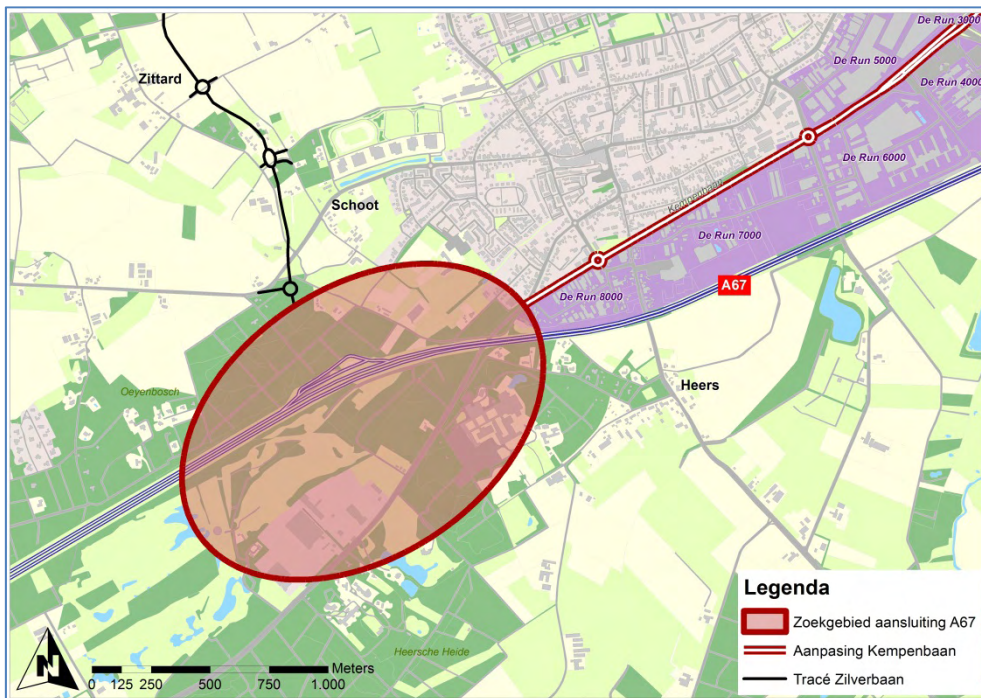 De Run 3000
De Run 5000
De Run 4000
Zittard
De Run 6000
Kempenbaan
Schoot
De Run 7000
A67
De Run 8000
Oeyenbosch
Heers
Heersche Heide
N
Meters
0 125 250 500 750 1.000
Legenda
Zoekgebied aansluiting A67
Aanpasing Kempenbaan
Tracé Zilverbaan